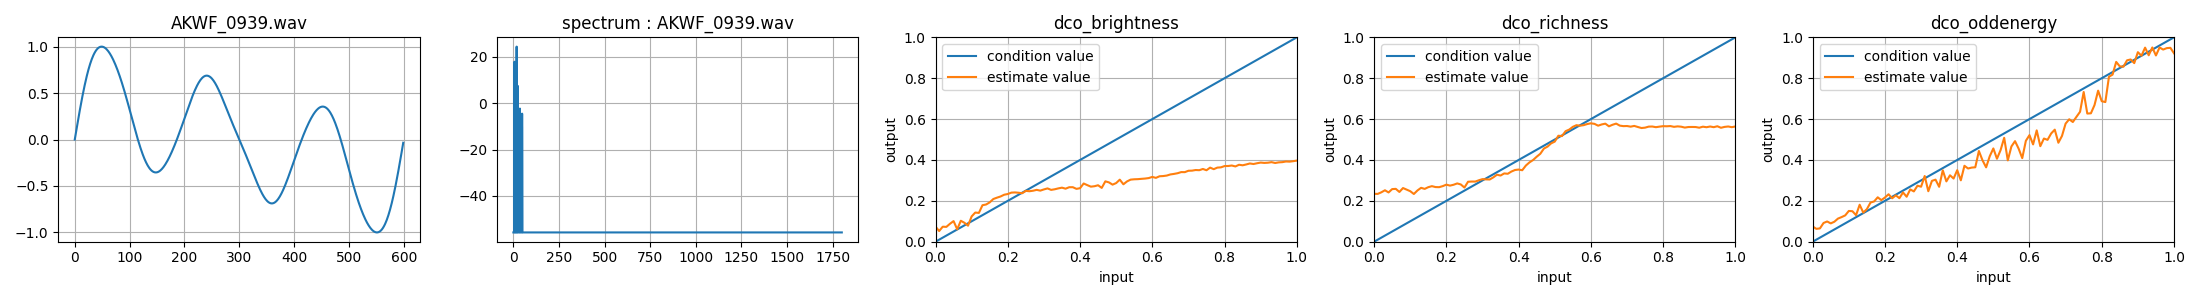 AKWF_0939.wav
1.0
0.5
0.0
−0.5
−1.0
0 100 200 300 400 500 600
spectrum : AKWF_0939.wav
20
0
−20
−40
0 250 500 750 1000 1250 1500 1750
dco_brightness
condition value
estimate value
output
1.0
0.8
0.6
0.4
0.2
0.0
0.0 0.2 0.4 0.6 0.8 1.0
input
dco_richness
condition value
estimate value
output
1.0
0.8
0.6
0.4
0.2
0.0
0.0 0.2 0.4 0.6 0.8 1.0
input
dco_oddenergy
condition value
estimate value
output
1.0
0.8
0.6
0.4
0.2
0.0
0.0 0.2 0.4 0.6 0.8 1.0
input